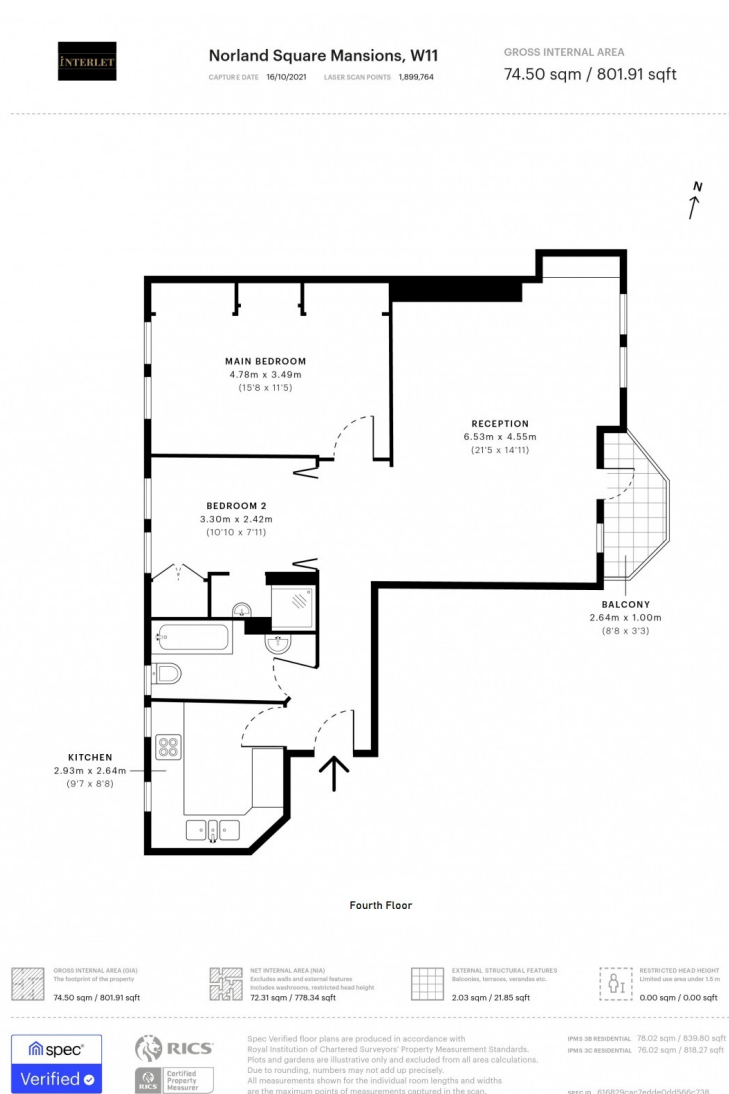 INTERLET
Norland Square Mansions, W11
CAPTURE DATE 16/10/2021 LASER SCAN POINTS 1,899,764
GROSS INTERNAL AREA
74.50 sqm / 801.91 sqft
N
MAIN BEDROOM
4.78m x 3.49m
(15'8 x 11'5)
RECEPTION
6.53m x 4.55m
(21'5 x 14'11)
BEDROOM 2
3.30m x 2.42m
(10'10 x 7'11)
BALCONY
2.64m x 1.00m
(8'8 x 3'3)
KITCHEN
2.93m x 2.64m
(9'7 x 8'8)
Fourth Floor
GROSS INTERNAL AREA (GIA)
The footprint of the property
74.50 sqm / 801.91 sqft
NET INTERNAL AREA (NIA)
Excludes walls and external features
Includes washrooms, restricted head height
72.31 sqm / 778.34 sqft
EXTERNAL STRUCTURAL FEATURES
Balconies, terraces, verandas etc.
2.03 sqm / 21.85 sqft
RESTRICTED HEAD HEIGHT
Limited use area under 1.5 m
0.00 sqm / 0.00 sqft
spec
Verified
RICS
RICS
Certified
Property
Measurer
Spec Verified floor plans are produced in accordance with
Royal Institution of Chartered Surveyors' Property Measurement Standards.
Plots and gardens are illustrative only and excluded from all area calculations.
Due to rounding, numbers may not add up precisely.
All measurements shown for the individual room lengths and widths
are the maximum points of measurements captured in the scan.
IPMS 3B RESIDENTIAL 78.02 sqm / 839.80 sqft
IPMS 3C RESIDENTIAL 76.02 sqm / 818.27 sqft
SPEC ID